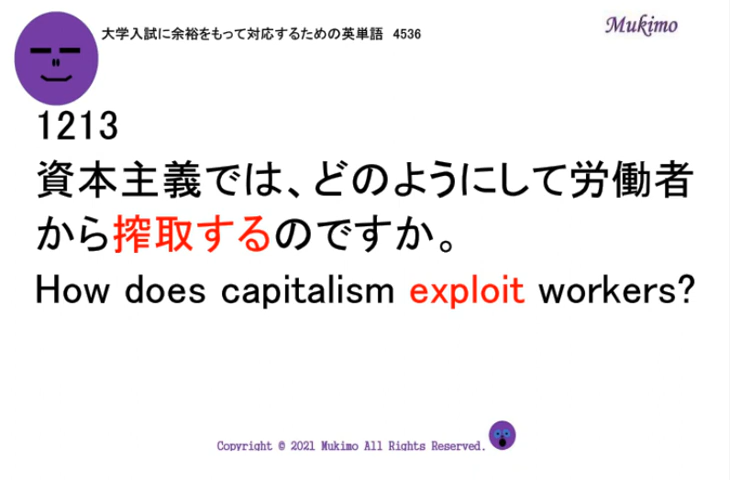 大学入試に余裕をもって対応するための英単語 4536
Mukimo
1213
資本主義では、どのようにして労働者
から搾取するのですか。
How does capitalism exploit workers?
Copyright © 2021 Mukimo All Rights Reserved.